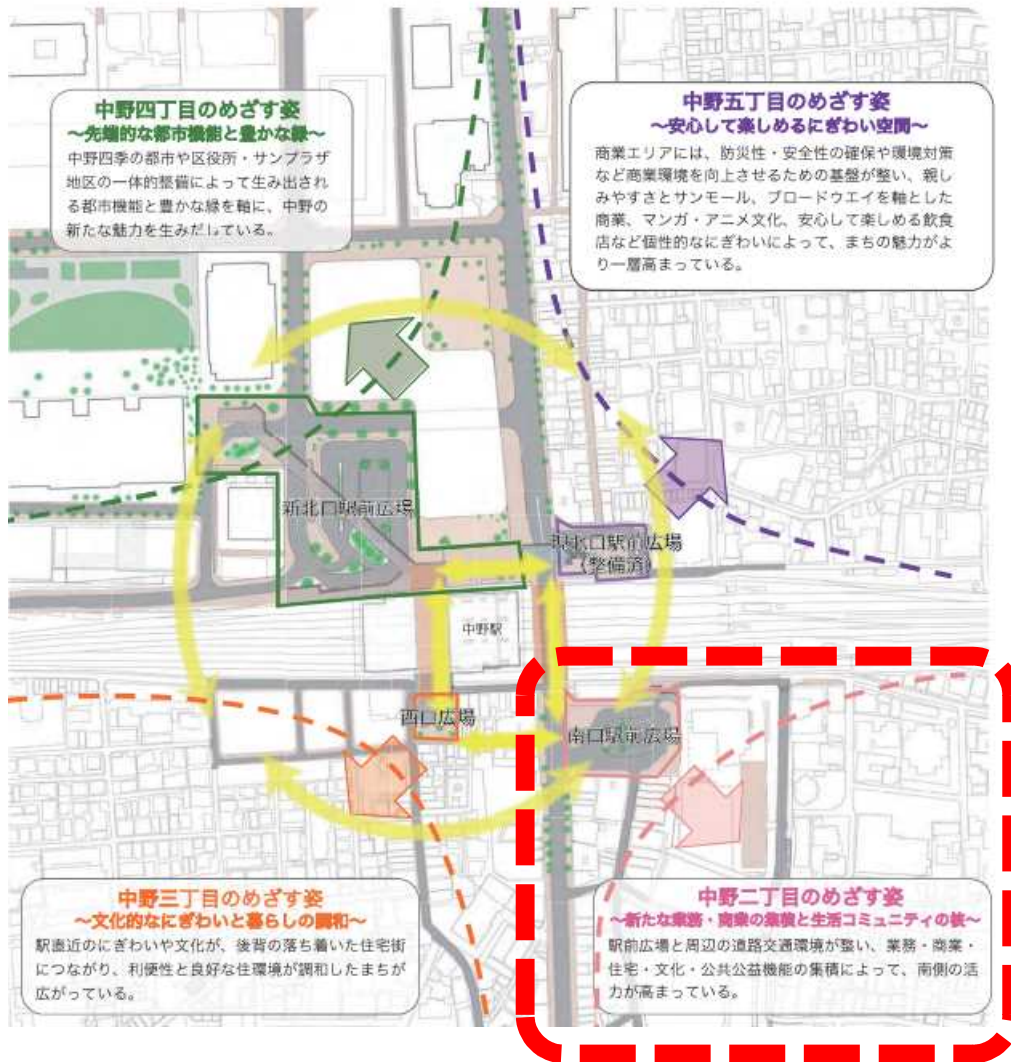 中野四丁目のめざす姿
～先端的な都市機能と豊かな緑～
中野四季の都市や区役所・サンプラザ
地区の一体的整備によって生み出され
る都市機能と豊かな緑を軸に、中野の
新たな魅力を生みだしている。
中野五丁目のめざす姿
～安心して楽しめるにぎわい空間～
商業エリアには、防災性・安全性の確保や環境対策
など商業環境を向上させるための基盤が整い、親し
みやすさとサンモール、ブロードウエイを軸とした
商業、マンガ・アニメ文化、安心して楽しめる飲食
店など個性的なにぎわいによって、まちの魅力がよ
り一層高まっている。
新北口駅前広場
現北口駅前広場
（整備済）
中野駅
西口広場
南口駅前広場
中野三丁目のめざす姿
～文化的なにぎわいと暮らしの調和～
駅直近のにぎわいや文化が、後背の落ち着いた住宅街
につながり、利便性と良好な住環境が調和したまちが
広がっている。
中野二丁目のめざす姿
～新たな業務・商業の集積と生活コミュニティの核～
駅前広場と周辺の道路交通環境が整い、業務・商業・
住宅・文化・公共公益機能の集積によって、南側の活
力が高まっている。